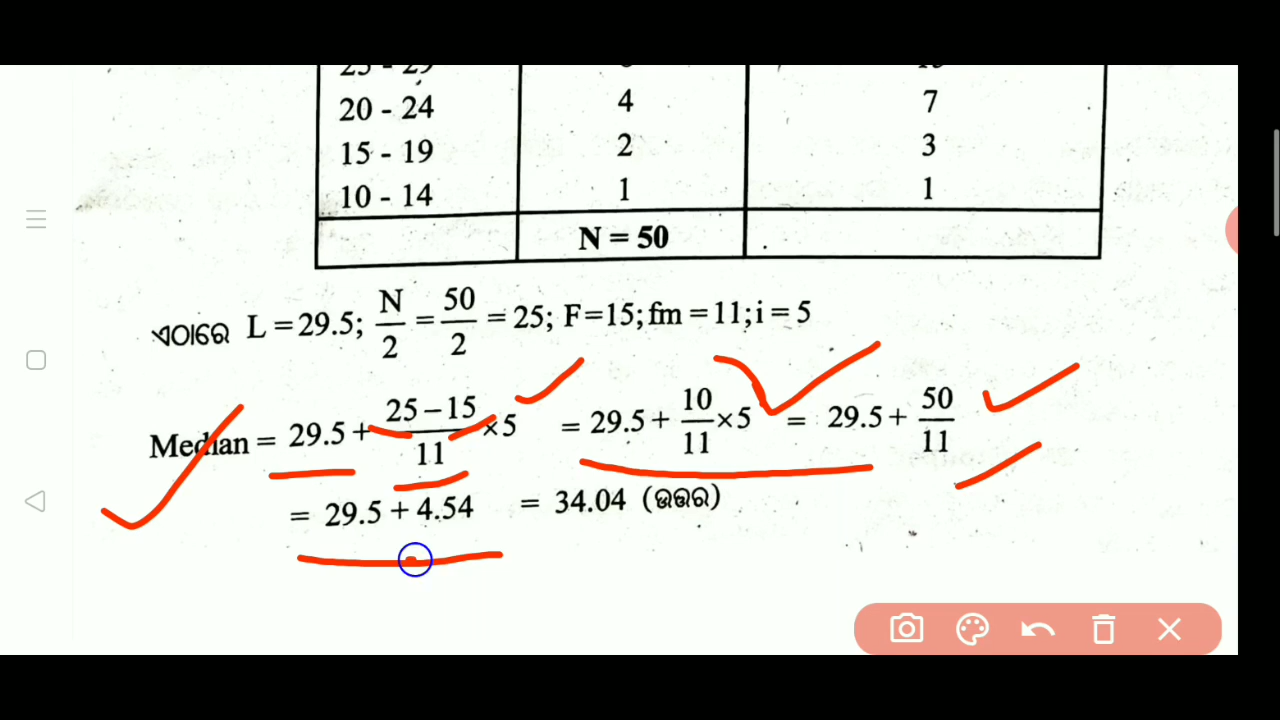 25 - 29
20 - 24 4 7
15 - 19 2 3
10 - 14 1 1
N = 50
ଏଠାରେ L = 29.5; N/2 = 50/2 = 25; F=15; fm = 11; i = 5
Median = 29.5 + 25 – 15/11 ×5 = 29.5 + 10/11 ×5 = 29.5 + 50/11
= 29.5 + 4.54 = 34.04 (ଉତ୍ତର)